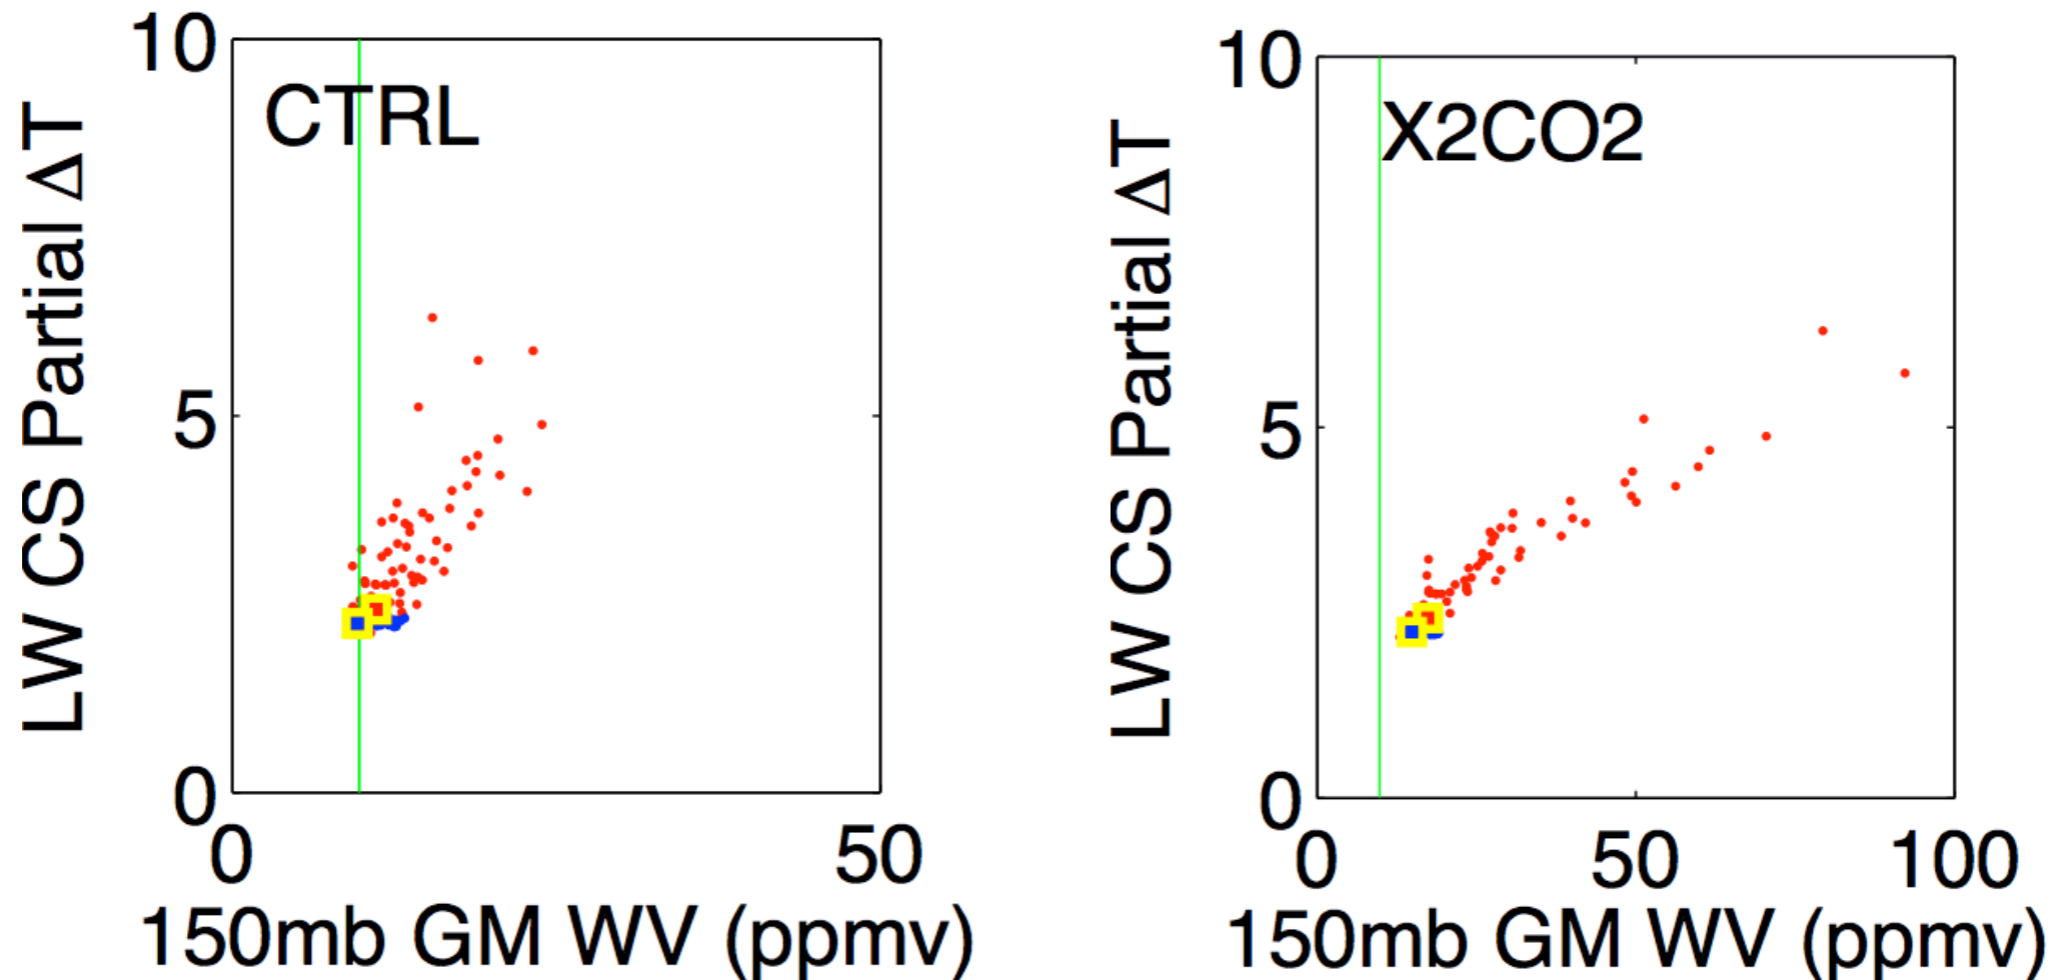 LW CS Partial ΔT
10
5
0
CTRL
0 50
150mb GM WV (ppmv)
LW CS Partial ΔT
10
5
0
X2CO2
0 50 100
150mb GM WV (ppmv)